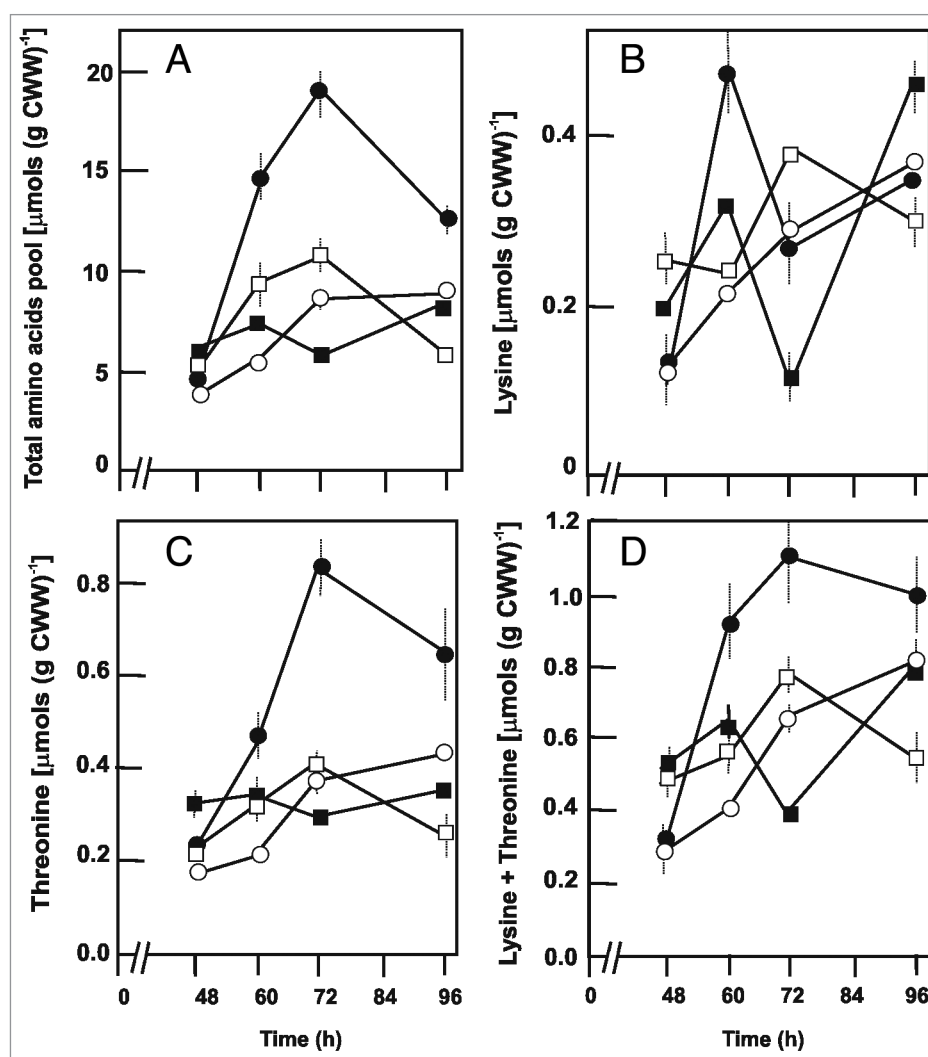 A
Total amino acids pool [μmols (g CWW)⁻¹]
20
15
10
5
0
B
Lysine [μmols (g CWW)⁻¹]
0.4
0.2
0
C
Threonine [μmols (g CWW)⁻¹]
0.8
0.6
0.4
0.2
0.0
0 48 60 72 84 96
Time (h)
D
Lysine + Threonine [μmols (g CWW)⁻¹]
1.2
1.0
0.8
0.6
0.4
0.2
0.0
0 48 60 72 84 96
Time (h)